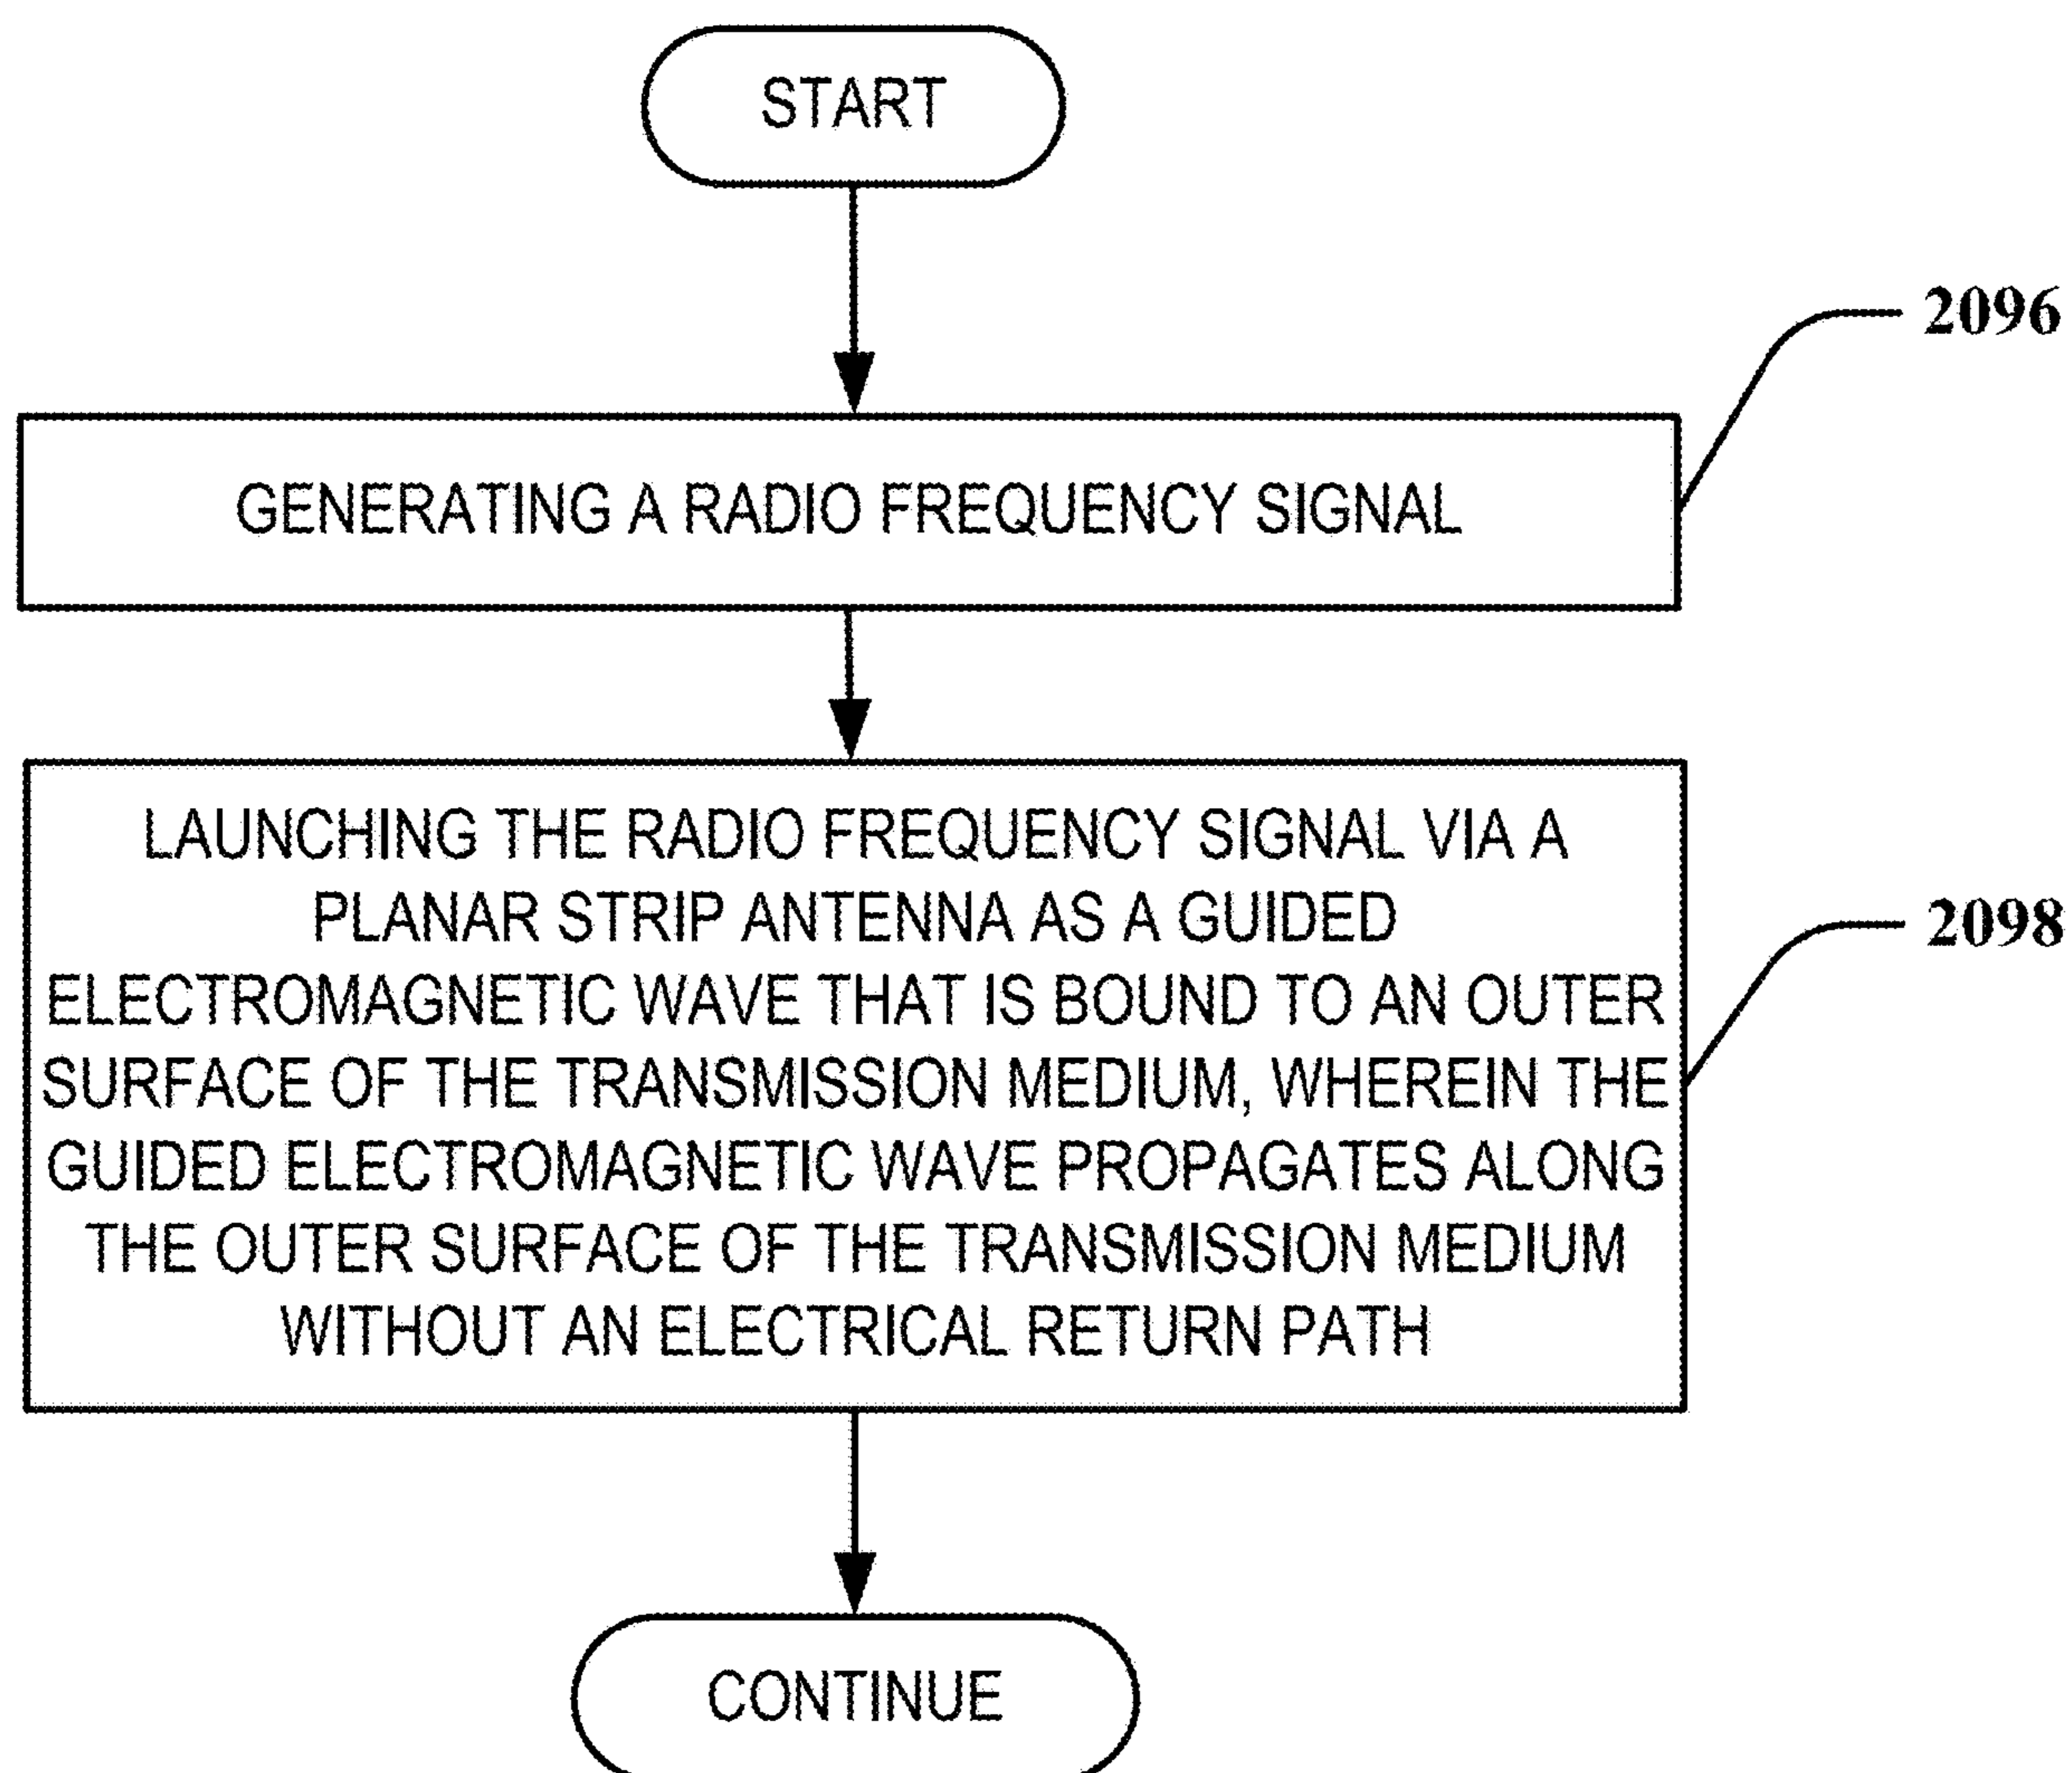 START
2096
GENERATING A RADIO FREQUENCY SIGNAL
LAUNCHING THE RADIO FREQUENCY SIGNAL VIA A
PLANAR STRIP ANTENNA AS A GUIDED
2098
ELECTROMAGNETIC WAVE THAT IS BOUND TO AN OUTER
SURFACE OF THE TRANSMISSION MEDIUM, WHEREIN THE
GUIDED ELECTROMAGNETIC WAVE PROPAGATES ALONG
THE OUTER SURFACE OF THE TRANSMISSION MEDIUM
WITHOUT AN ELECTRICAL RETURN PATH
CONTINUE